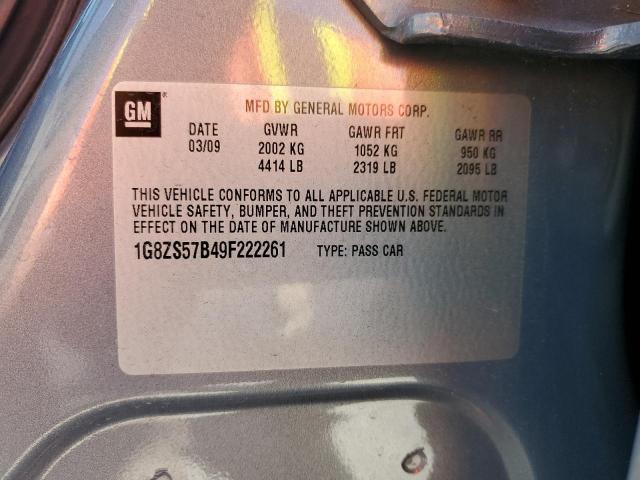 GM ® MFD BY GENERAL MOTORS CORP.
DATE GVWR GAWR FRT GAWR RR
03/09 2002 KG 1052 KG 950 KG
4414 LB 2319 LB 2095 LB
THIS VEHICLE CONFORMS TO ALL APPLICABLE U.S. FEDERAL MOTOR
VEHICLE SAFETY, BUMPER, AND THEFT PREVENTION STANDARDS IN
EFFECT ON THE DATE OF MANUFACTURE SHOWN ABOVE.
1G8ZS57B49F222261 TYPE: PASS CAR